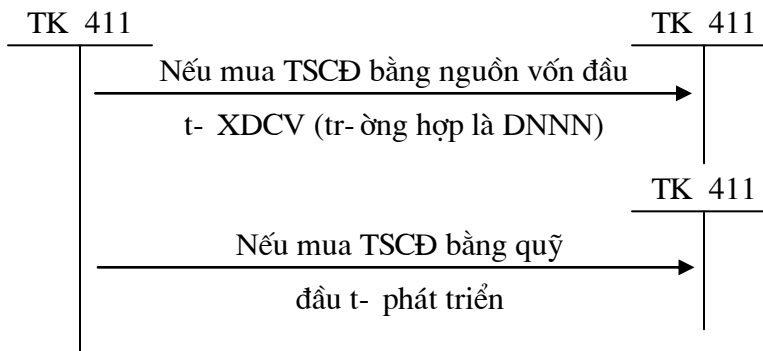 TK 411
TK 411
Nếu mua TSCĐ bằng nguồn vốn đầu
t- XDCV (tr- ờng hợp là DNNN)
TK 411
Nếu mua TSCĐ bằng quỹ
đầu t- phát triển